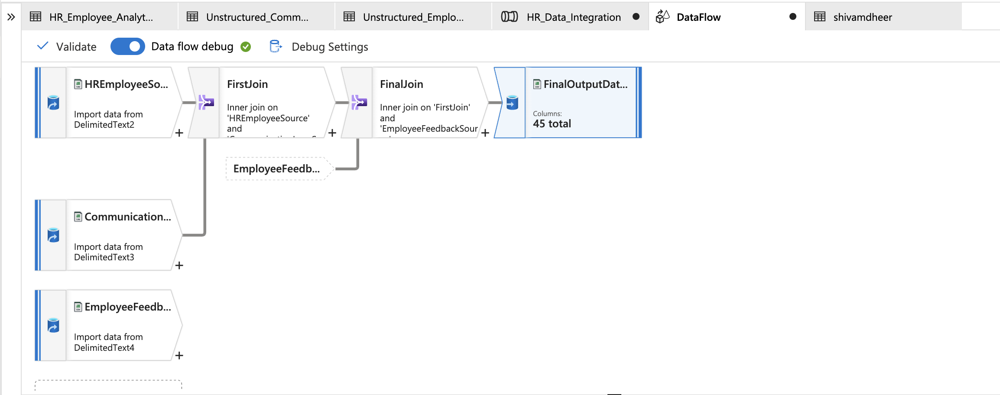 HR_Employee_Analyt...
Unstructured_Comm...
Unstructured_Emplo...
HR_Data_Integration
DataFlow
shivamdheer
Validate
Data flow debug
Debug Settings
HREmployeeSo...
Import data from
DelimitedText2
FirstJoin
Inner join on
'HREmployeeSource'
and
FinalJoin
Inner join on 'FirstJoin'
and
'EmployeeFeedbackSour
FinalOutputDat...
Columns:
45 total
EmployeeFeedb...
Communication...
Import data from
DelimitedText3
EmployeeFeedb...
Import data from
DelimitedText4